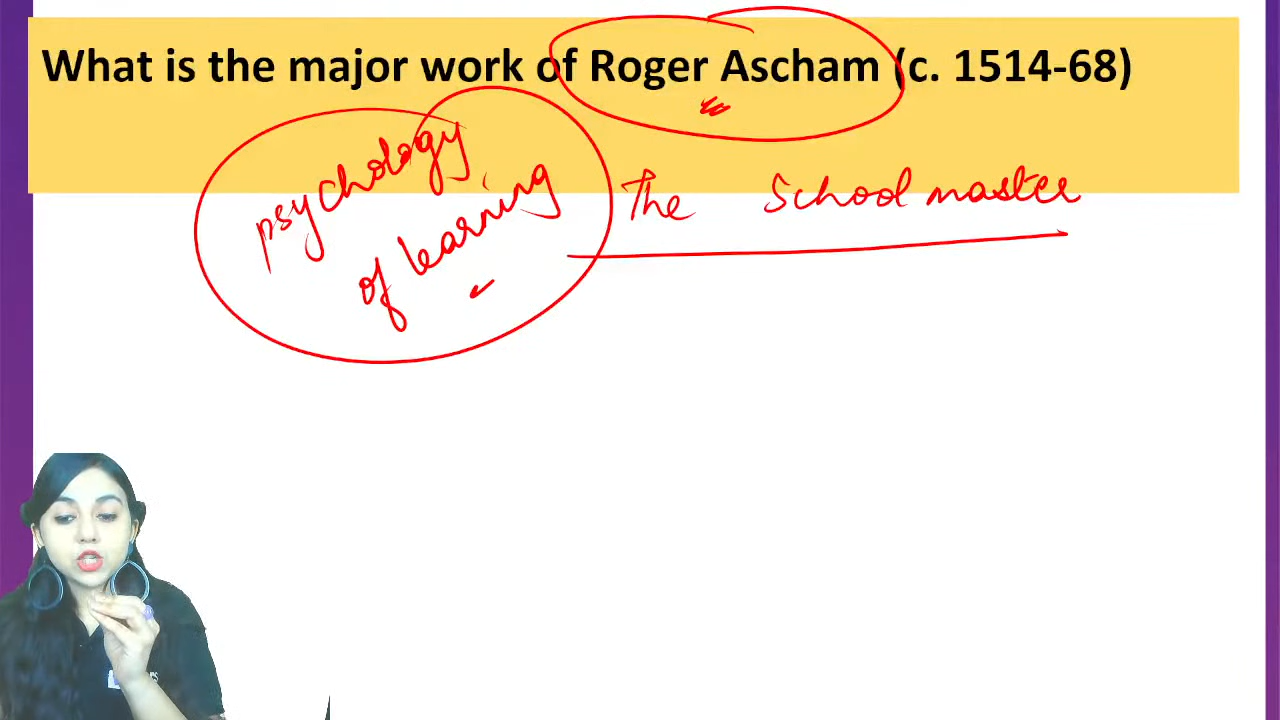 What is the major work of Roger Ascham (c. 1514-68)
psychology
of learning
The School master